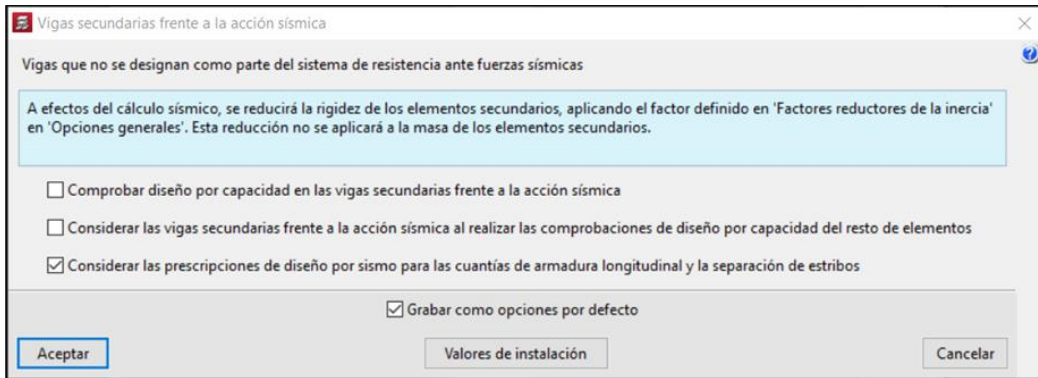 Vigas secundarias frente a la acción sísmica
Vigas que no se designan como parte del sistema de resistencia ante fuerzas sísmicas
A efectos del cálculo sísmico, se reducirá la rigidez de los elementos secundarios, aplicando el factor definido en 'Factores reductores de la inercia'
en 'Opciones generales'. Esta reducción no se aplicará a la masa de los elementos secundarios.
Comprobar diseño por capacidad en las vigas secundarias frente a la acción sísmica
Considerar las vigas secundarias frente a la acción sísmica al realizar las comprobaciones de diseño por capacidad del resto de elementos
Considerar las prescripciones de diseño por sismo para las cuantías de armadura longitudinal y la separación de estribos
Grabar como opciones por defecto
Aceptar Valores de instalación Cancelar